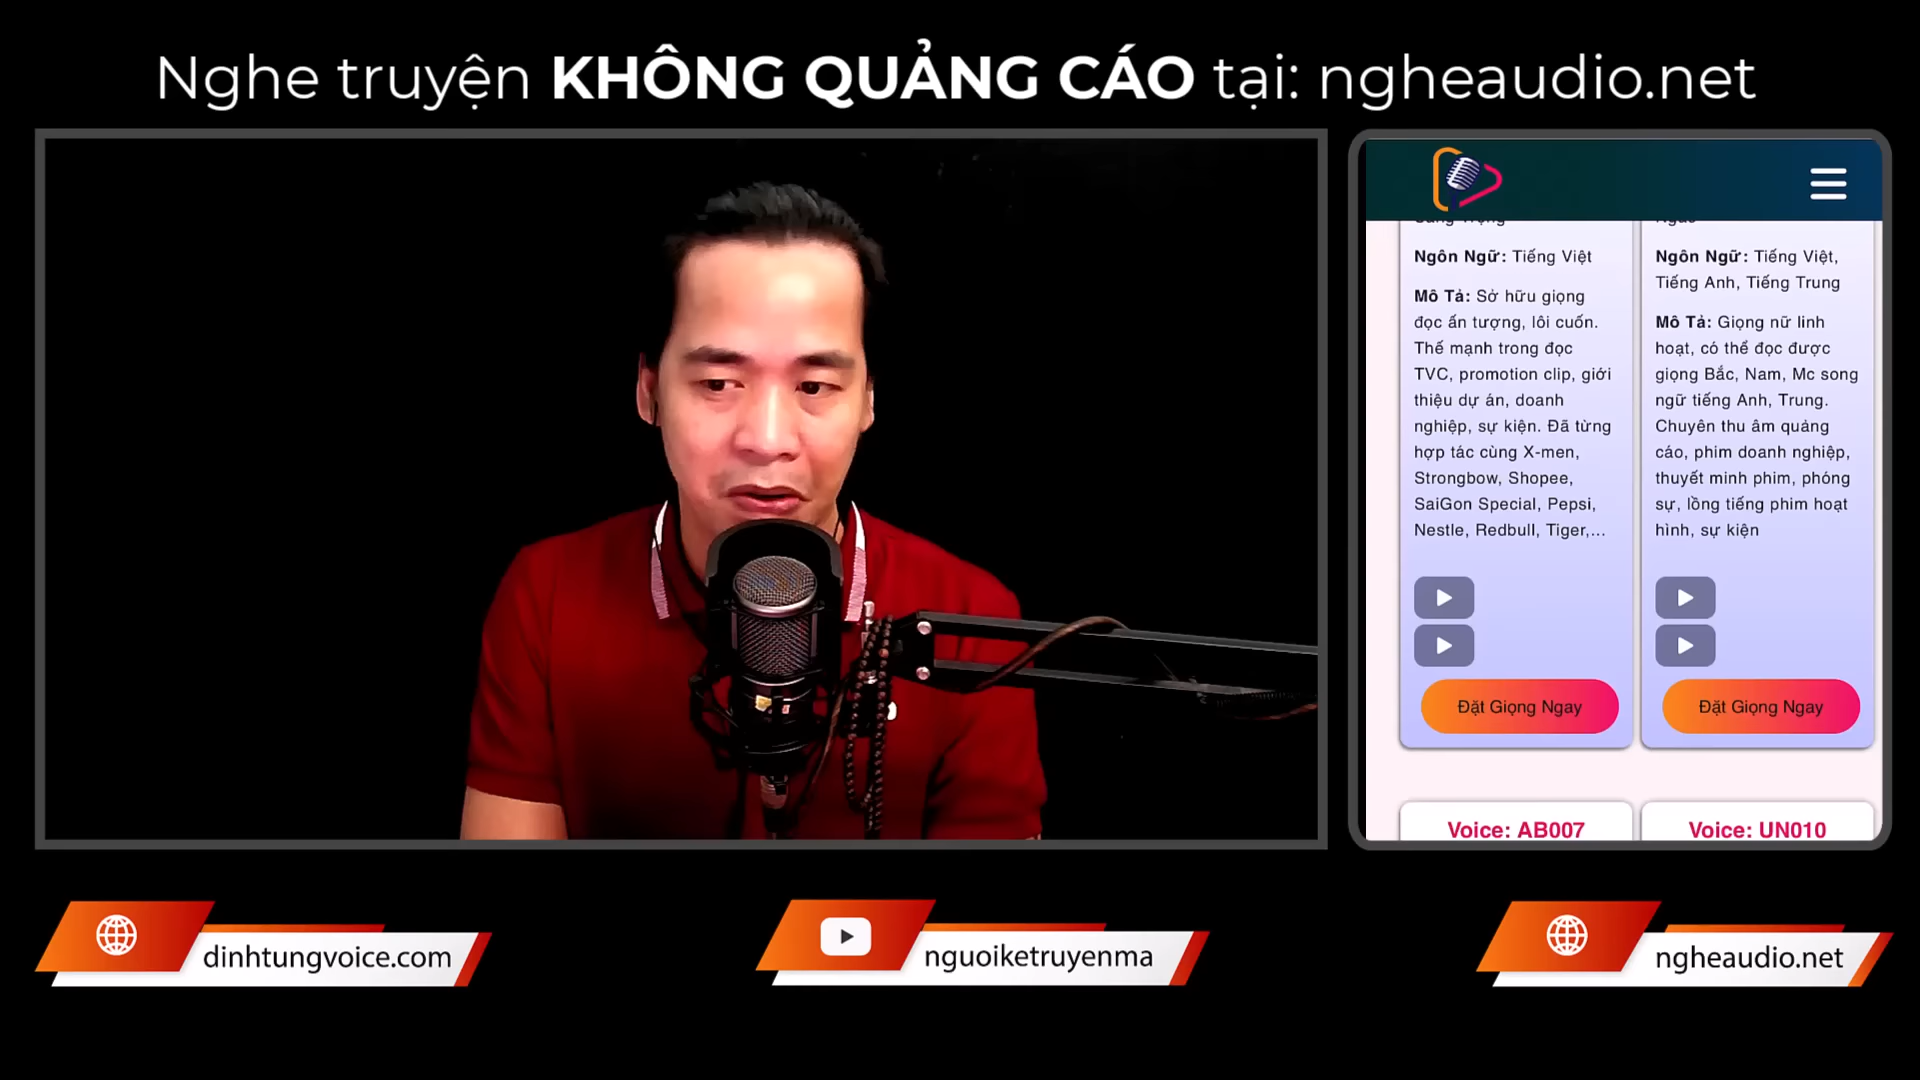 Nghe truyện KHÔNG QUẢNG CÁO tại: ngheaudio.net
Ngôn Ngữ: Tiếng Việt
Mô Tả: Sở hữu giọng
đọc ấn tượng, lôi cuốn.
Thế mạnh trong đọc
TVC, promotion clip, giới
thiệu dự án, doanh
nghiệp, sự kiện. Đã từng
hợp tác cùng X-men,
Strongbow, Shopee,
SaiGon Special, Pepsi,
Nestle, Redbull, Tiger,...
Đặt Giọng Ngay
Ngôn Ngữ: Tiếng Việt,
Tiếng Anh, Tiếng Trung
Mô Tả: Giọng nữ linh
hoạt, có thể đọc được
giọng Bắc, Nam, Mc song
ngữ tiếng Anh, Trung.
Chuyên thu âm quảng
cáo, phim doanh nghiệp,
thuyết minh phim, phóng
sự, lồng tiếng phim hoạt
hình, sự kiện
Đặt Giọng Ngay
Voice: AB007
Voice: UN010
dinhtungvoice.com
nguoiketruyenma
ngheaudio.net